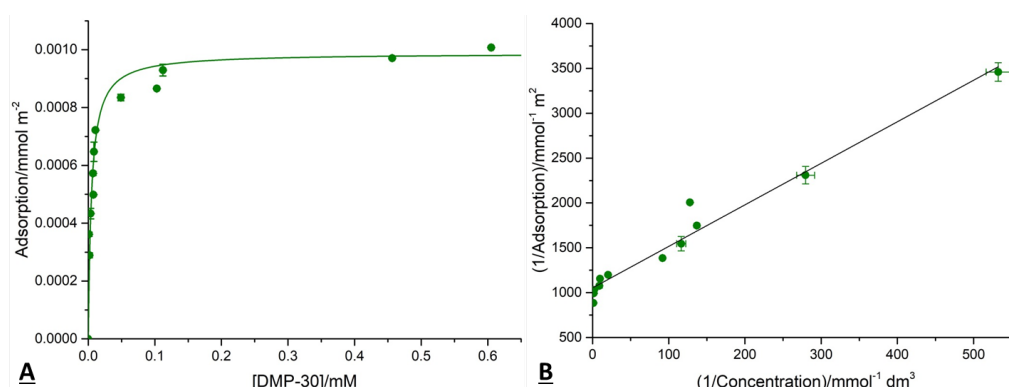 Adsorption/mmol m⁻²
0.0010
0.0008
0.0006
0.0004
0.0002
0.0000
0.0 0.1 0.2 0.3 0.4 0.5 0.6
[DMP-30]/mM
A
(1/Adsorption)/mmol⁻¹ m²
4000
3500
3000
2500
2000
1500
1000
500
0 100 200 300 400 500
(1/Concentration)/mmol⁻¹ dm³
B